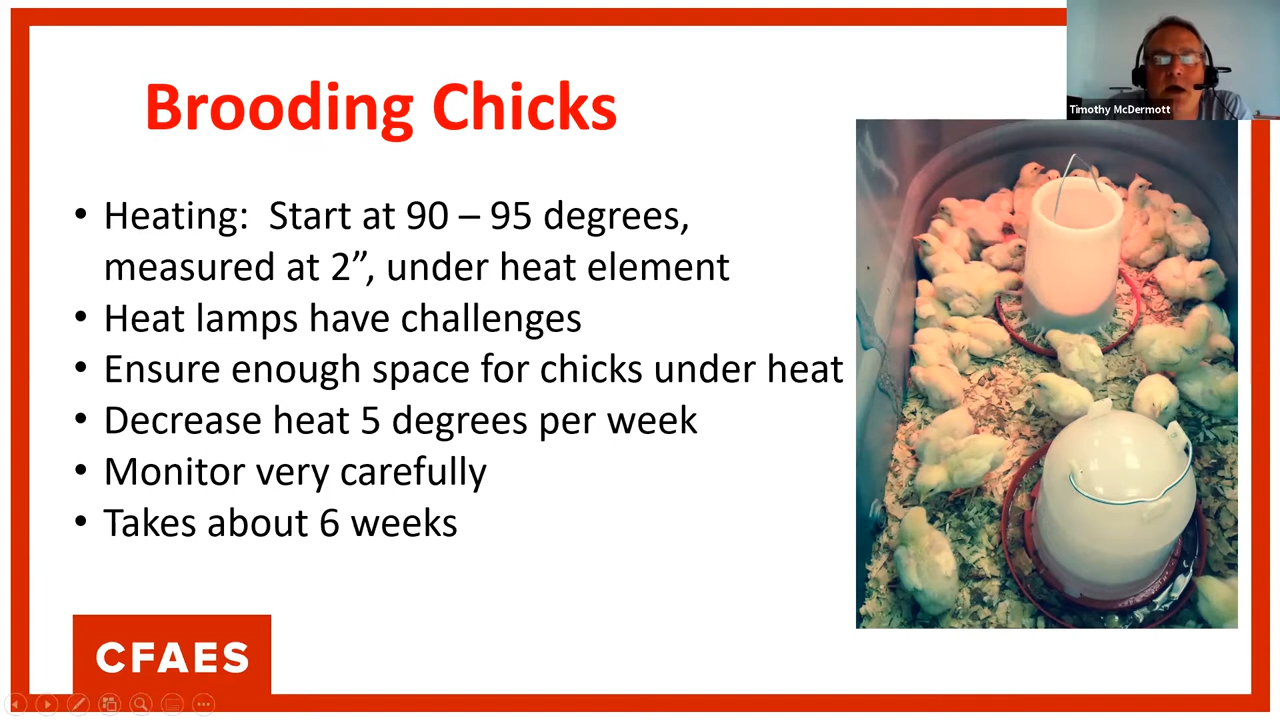 Brooding Chicks
Timothy McDermott
• Heating:  Start at 90 – 95 degrees,
measured at 2”, under heat element
• Heat lamps have challenges
• Ensure enough space for chicks under heat
• Decrease heat 5 degrees per week
• Monitor very carefully
• Takes about 6 weeks
CFAES